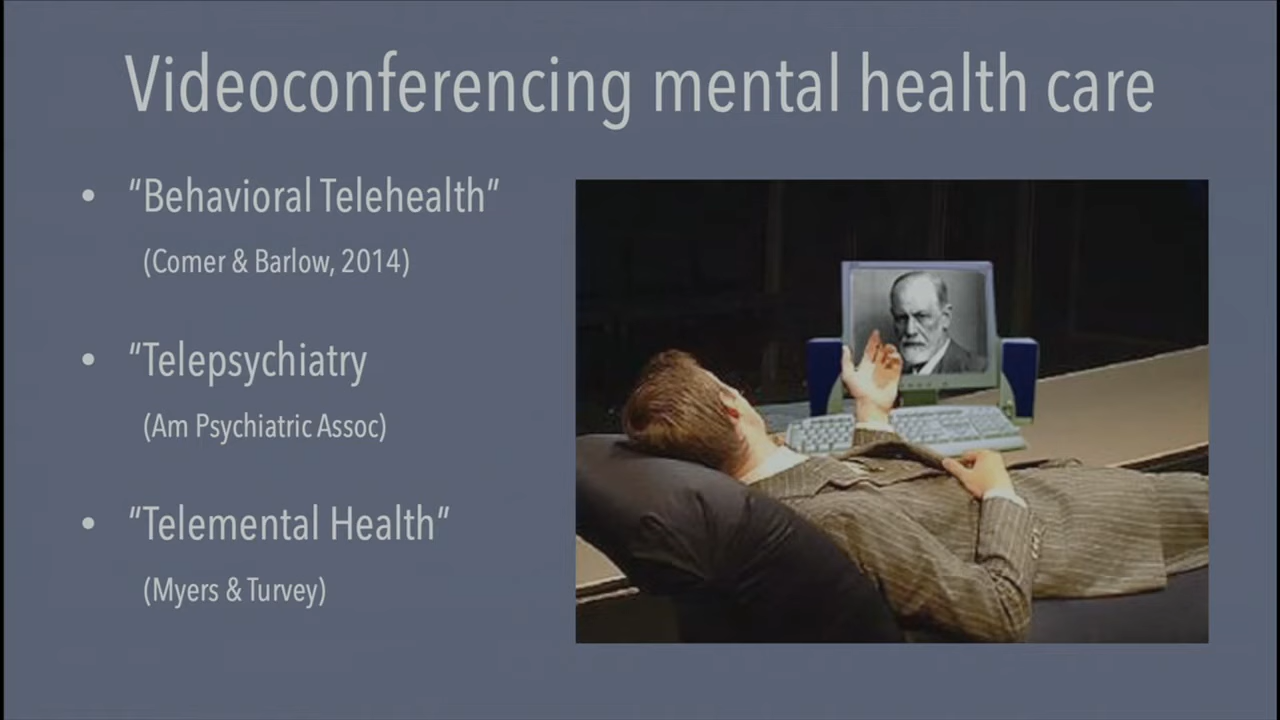 Videoconferencing mental health care
• “Behavioral Telehealth”
(Comer & Barlow, 2014)
• “Telepsychiatry
(Am Psychiatric Assoc)
• “Telemental Health”
(Myers & Turvey)